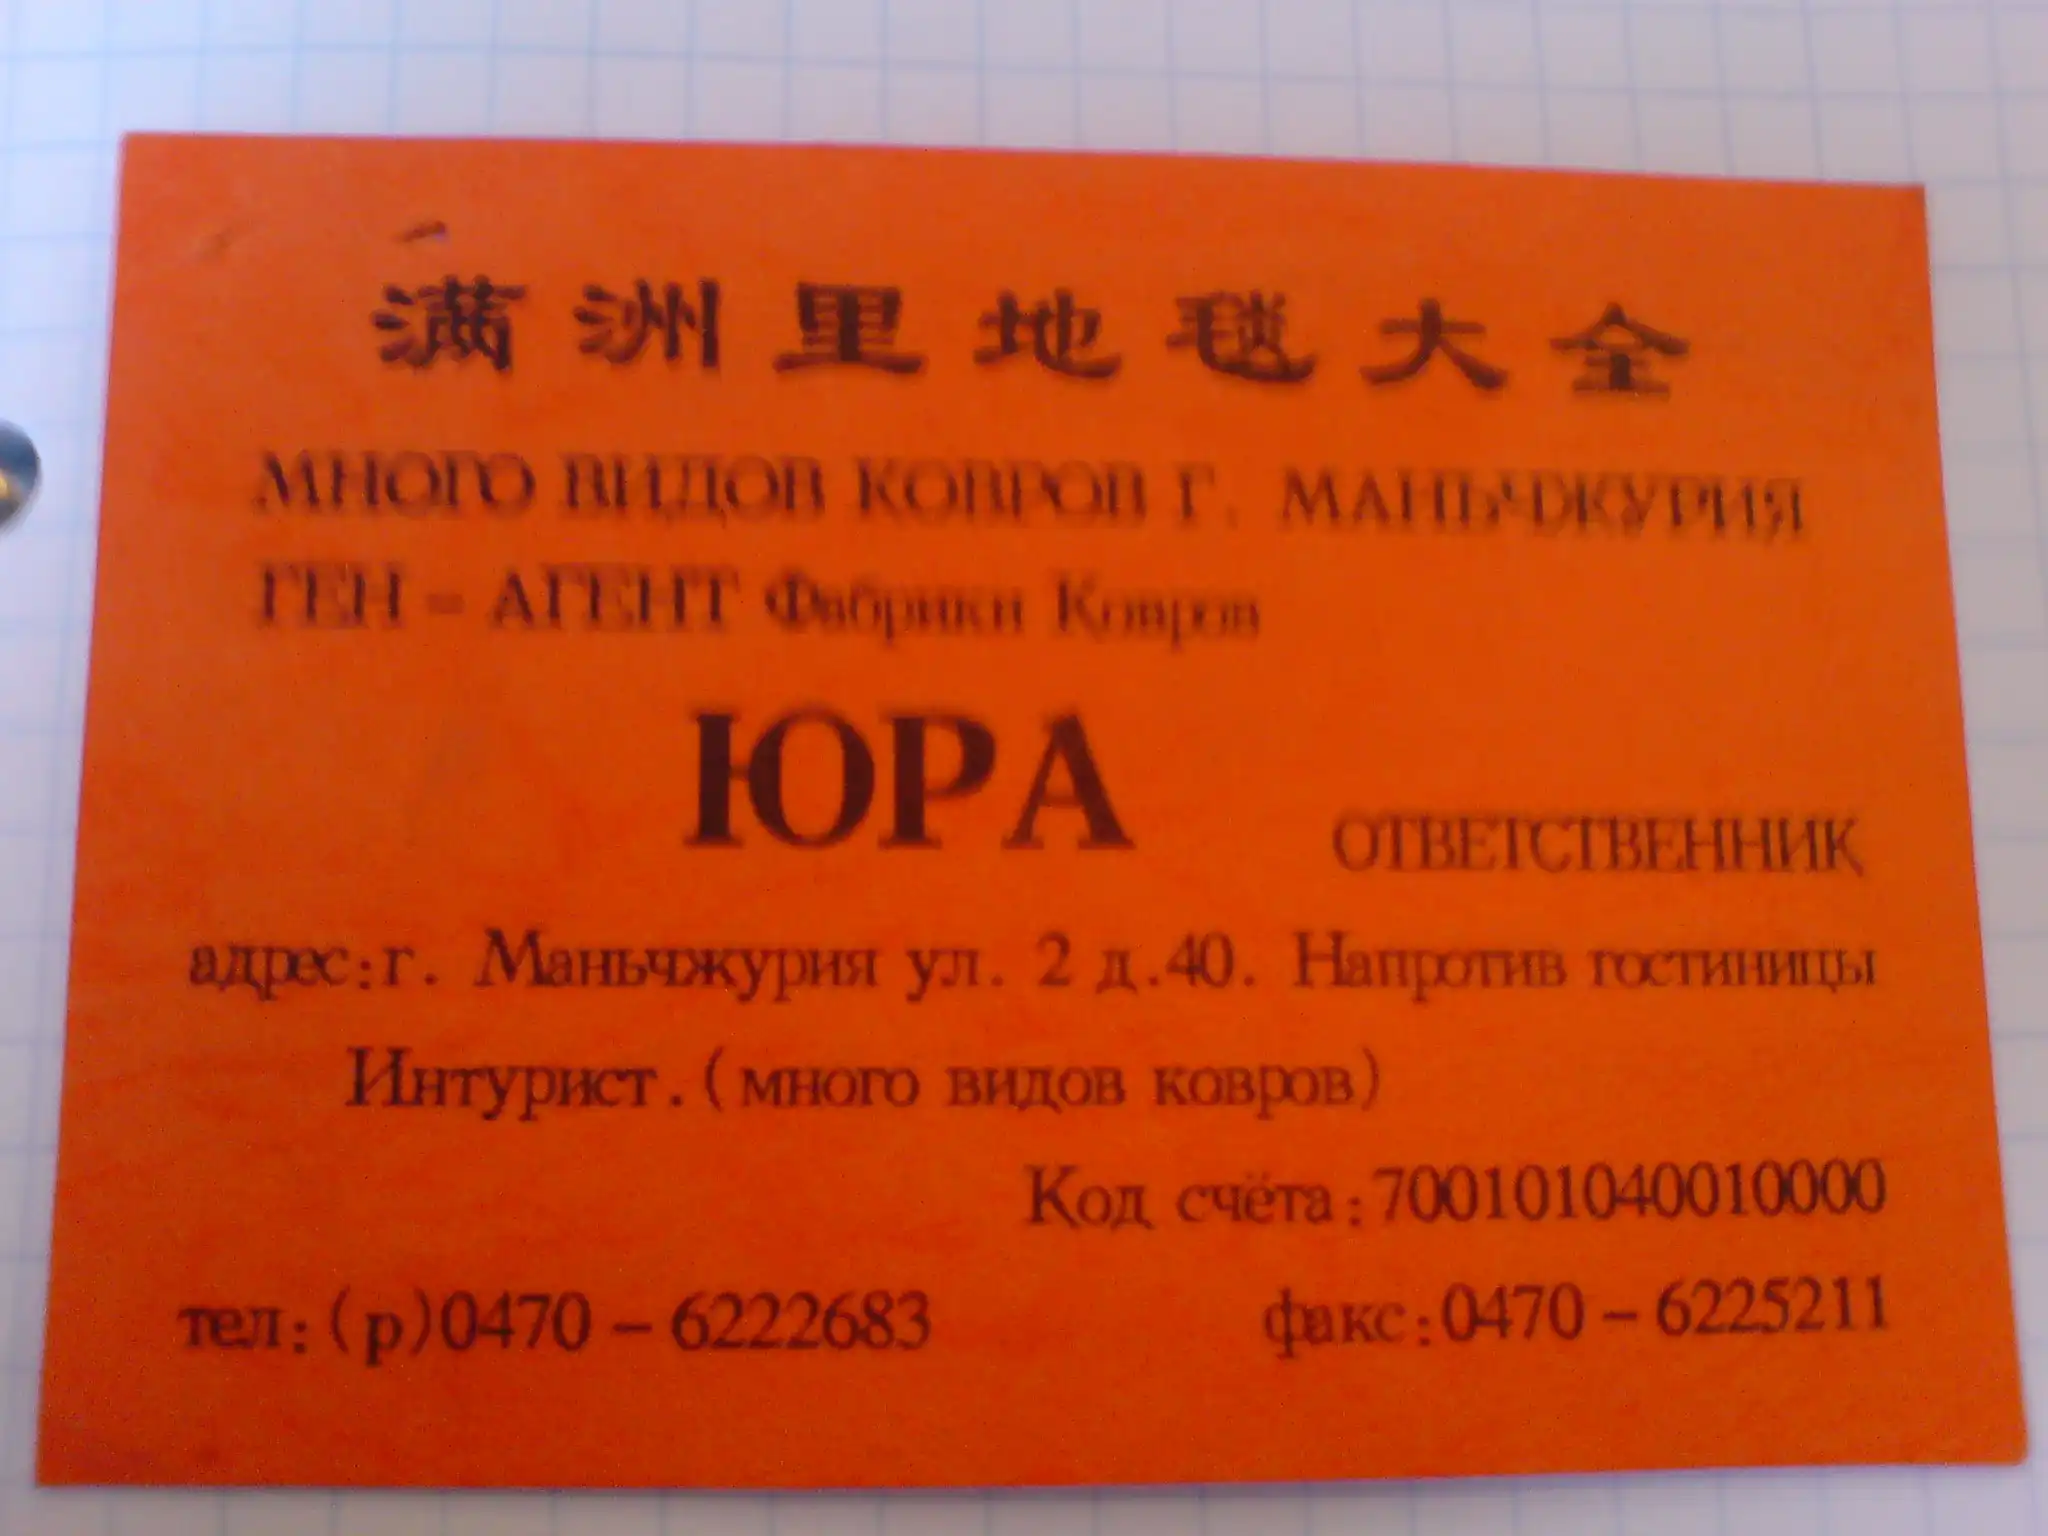 满洲里地毯大全
МНОГО ВИДОВ КОВРОВ Г. МАНЬЧЖУРИЯ
ГЕН - АГЕНТ Фабрики Ковров
ЮРА
ОТВЕТСТВЕННИК
адрес:г. Маньчжурия ул. 2 д.40. Напротив гостиницы
Интурист.(много видов ковров)
Код счёта:700101040010000
тел:(р)0470-6222683 факс:0470-6225211